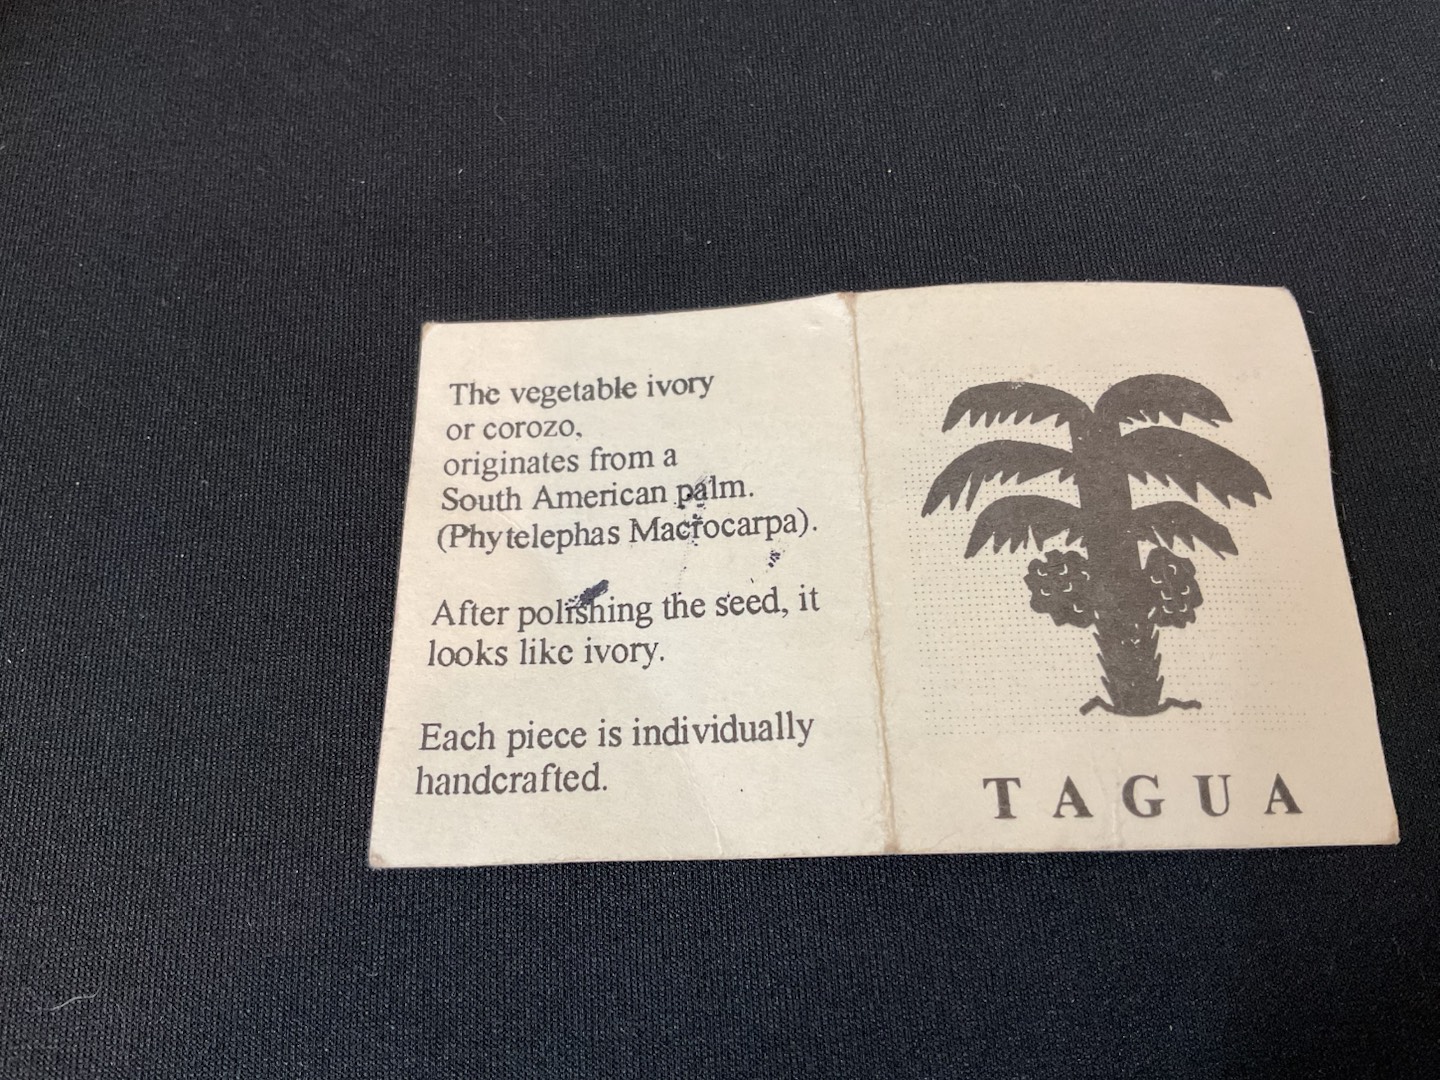 The vegetable ivory
or corozo,
originates from a
South American palm.
(Phytelephas Macrocarpa).
After polishing the seed, it
looks like ivory.
Each piece is individually
handcrafted.
TAGUA